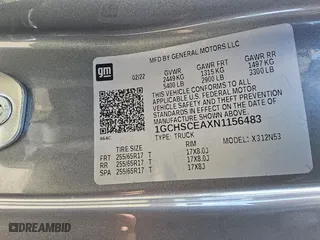 MFD BY GENERAL MOTORS LLC
gm
02/22
GVWR GAWR FRT GAWR RR
2449 KG 1315 KG 1497 KG
5400 LB 2900 LB 3300 LB
THIS VEHICLE CONFORMS TO ALL APPLICABLE
U.S. FEDERAL MOTOR VEHICLE SAFETY, BUMPER, AND
THEFT PREVENTION STANDARDS IN EFFECT ON THE
DATE OF MANUFACTURE SHOWN ABOVE.
1GCHSCEAXN1156483
TYPE: TRUCK MODEL: X312N53
TIRE SIZE RIM
FRT 255/65R17 T 17X8.0J
RR 255/65R17 T 17X8.0J
SPA 255/65R17 T 17X8J
DREAMBID